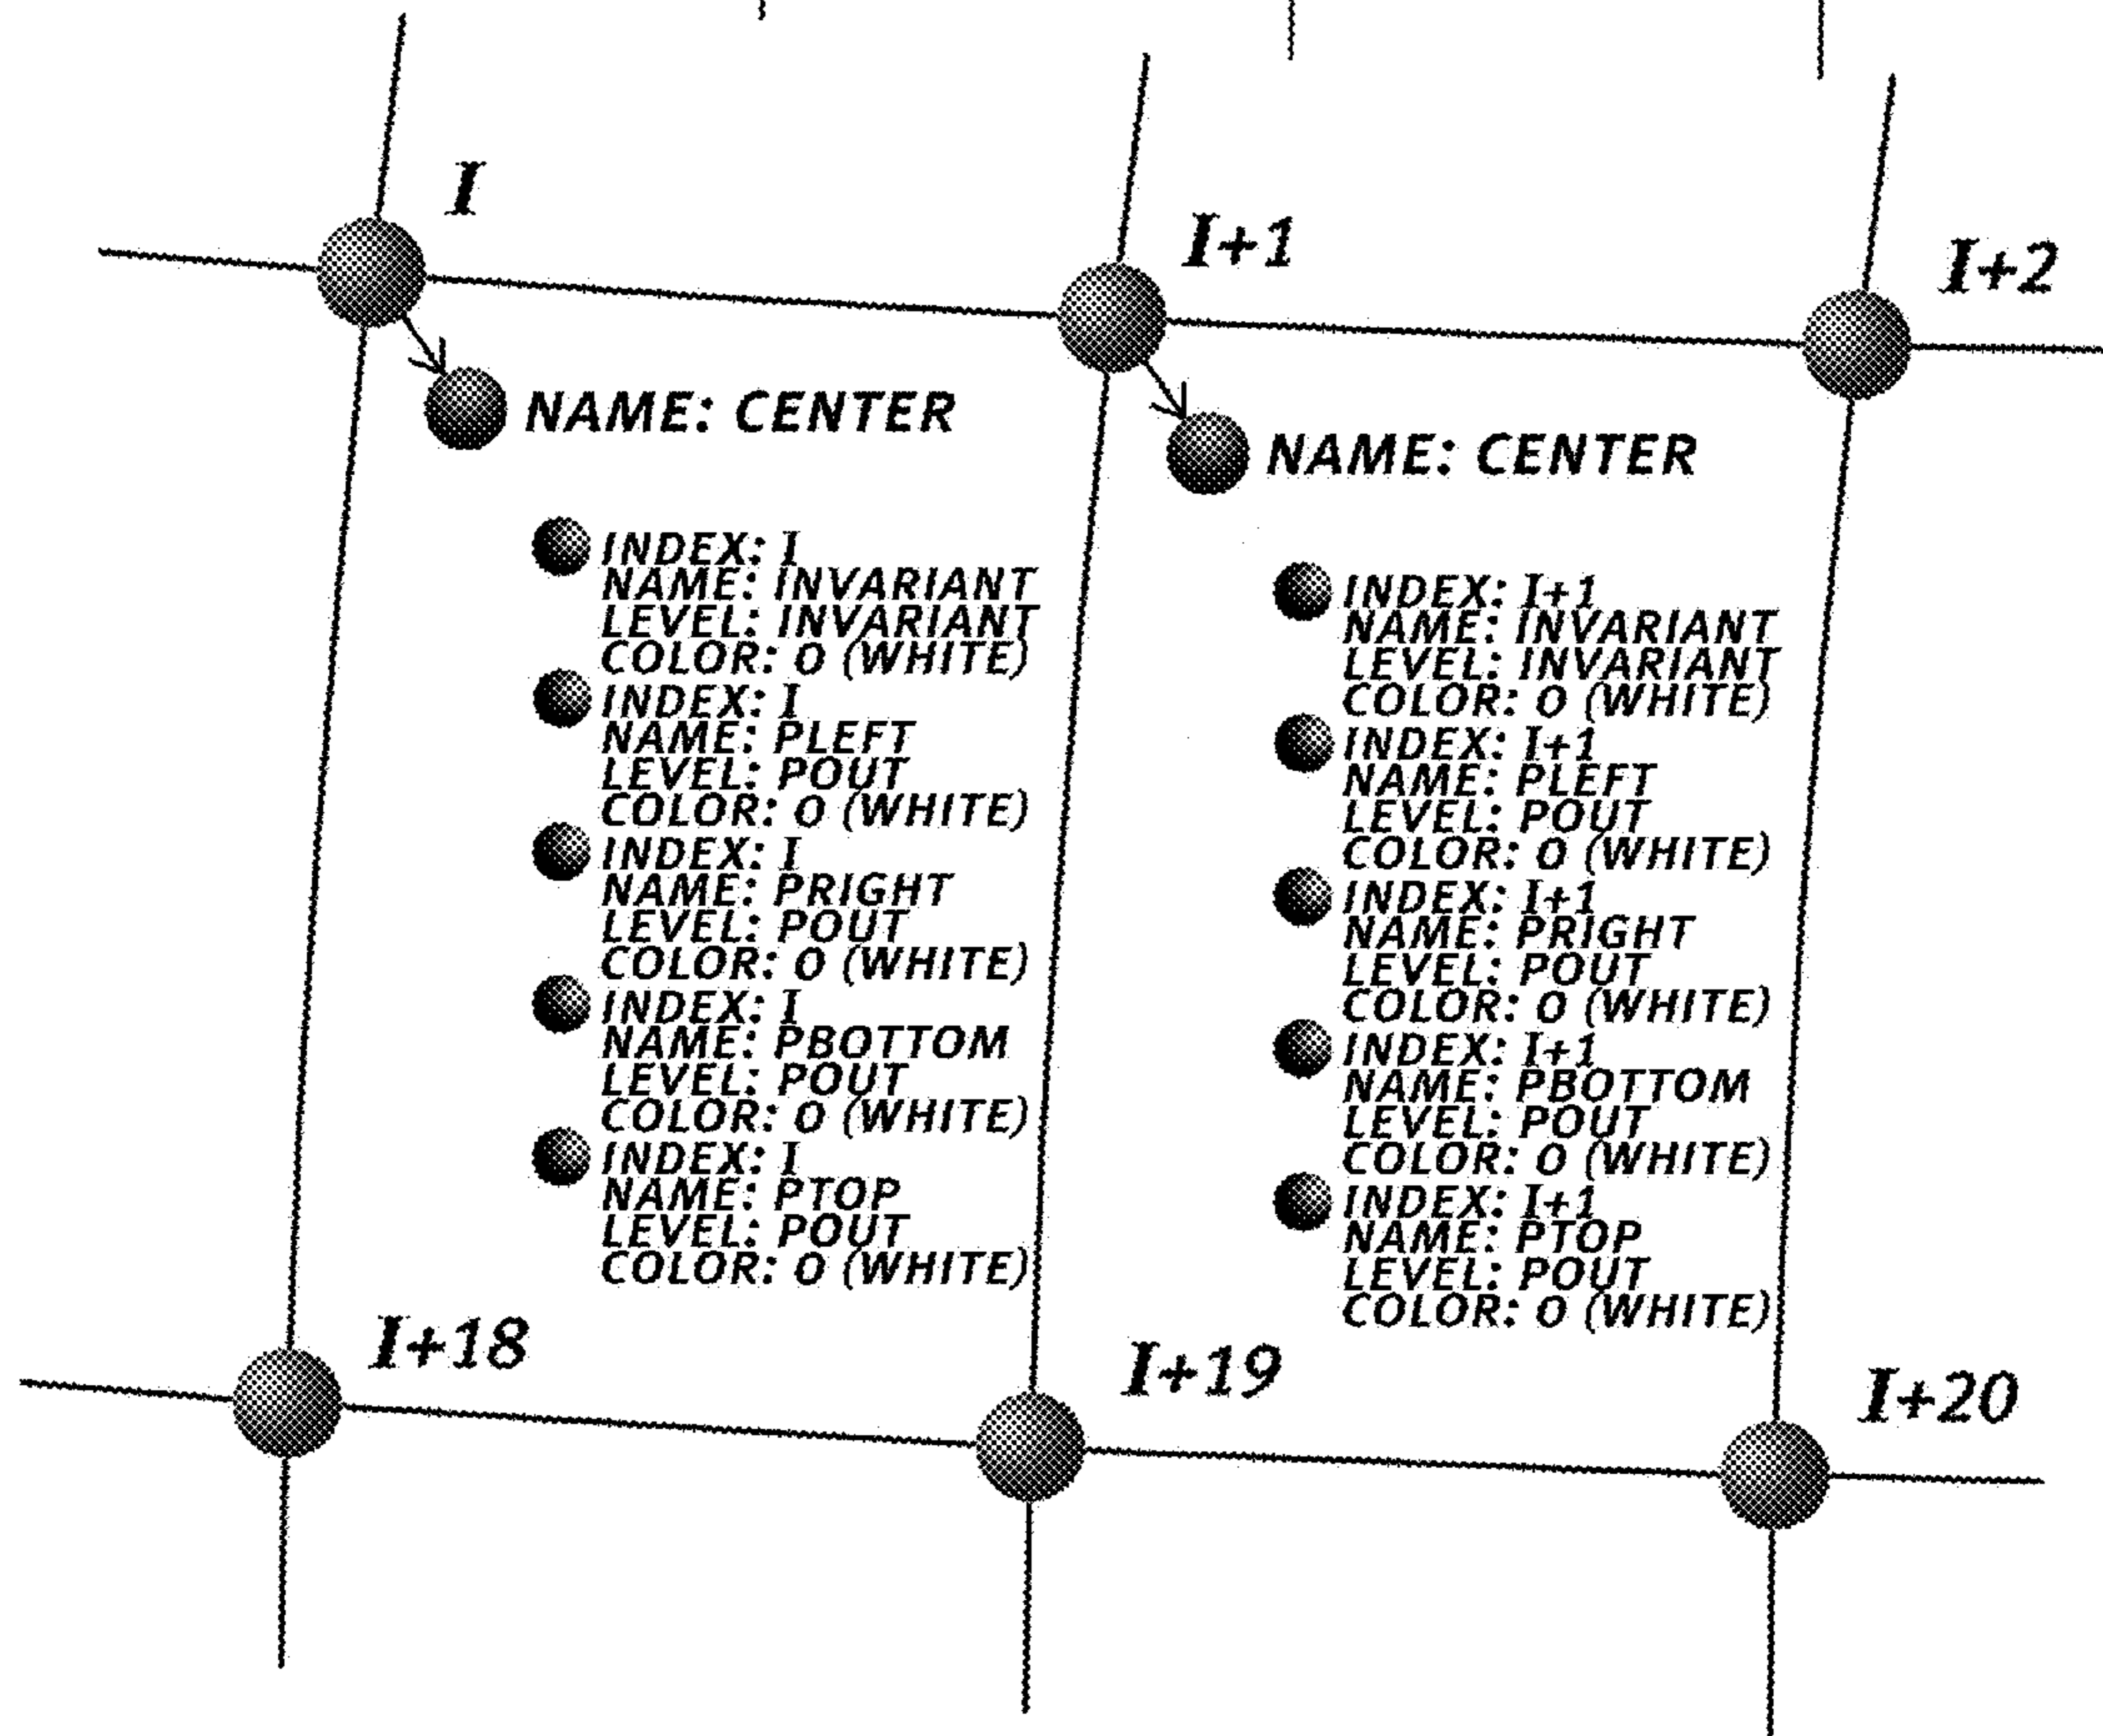 I
I+1
I+2
NAME: CENTER
INDEX: I
NAME: INVARIANT
LEVEL: INVARIANT
COLOR: 0 (WHITE)
INDEX: I
NAME: PLEFT
LEVEL: POUT
COLOR: 0 (WHITE)
INDEX: I
NAME: PRIGHT
LEVEL: POUT
COLOR: 0 (WHITE)
INDEX: I
NAME: PBOTTOM
LEVEL: POUT
COLOR: 0 (WHITE)
INDEX: I
NAME: PTOP
LEVEL: POUT
COLOR: 0 (WHITE)
NAME: CENTER
INDEX: I+1
NAME: INVARIANT
LEVEL: INVARIANT
COLOR: 0 (WHITE)
INDEX: I+1
NAME: PLEFT
LEVEL: POUT
COLOR: 0 (WHITE)
INDEX: I+1
NAME: PRIGHT
LEVEL: POUT
COLOR: 0 (WHITE)
INDEX: I+1
NAME: PBOTTOM
LEVEL: POUT
COLOR: 0 (WHITE)
INDEX: I+1
NAME: PTOP
LEVEL: POUT
COLOR: 0 (WHITE)
I+18
I+19
I+20